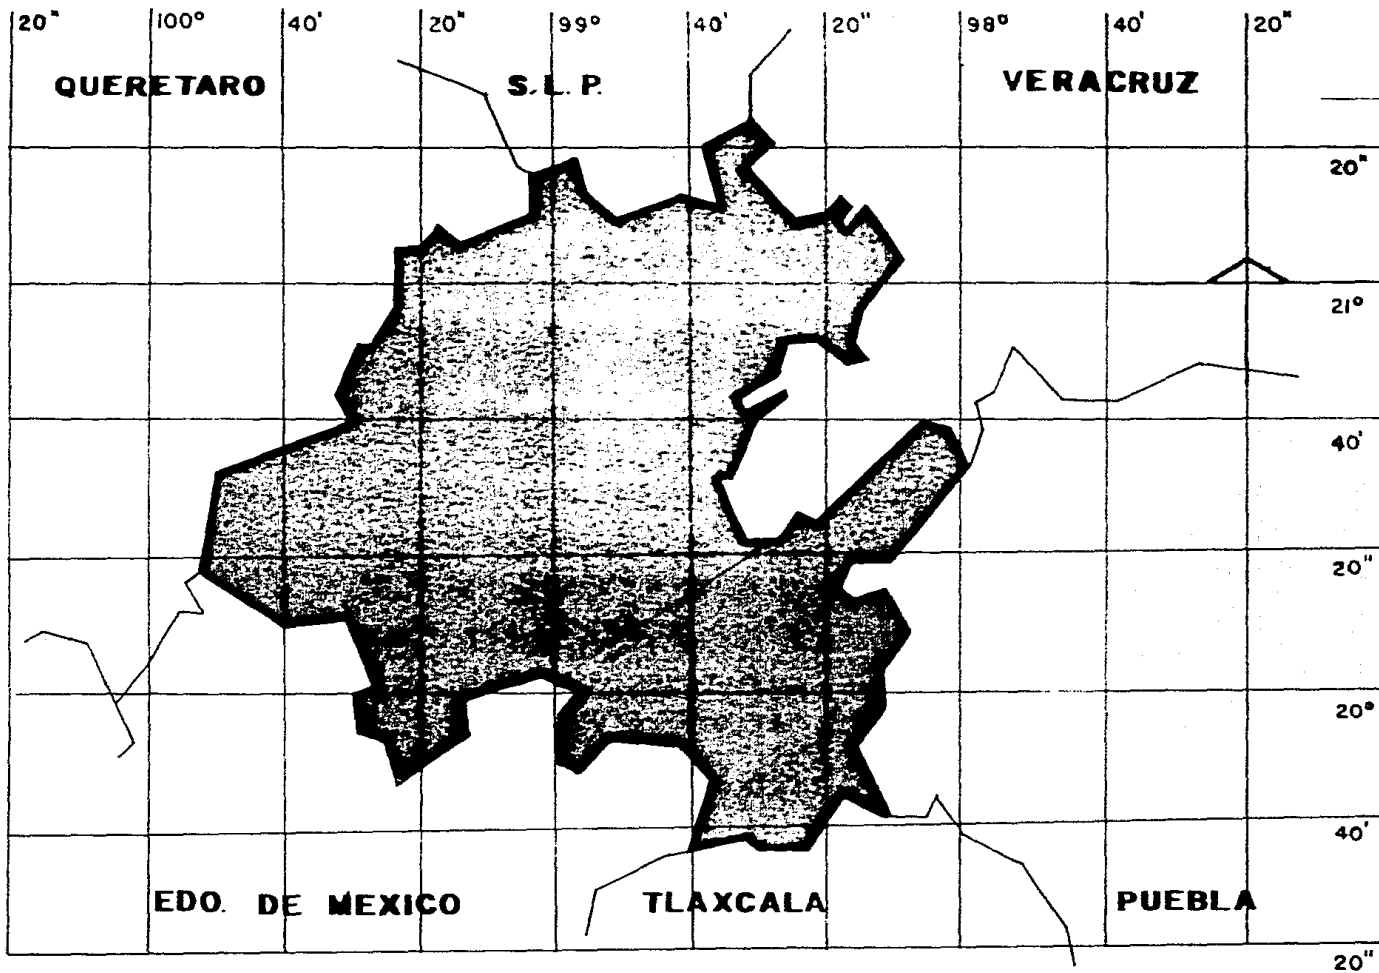 20" 100° 40' 20" 99° 40' 20" 98° 40' 20"
QUERETARO S.L.P. VERACRUZ
20"
21°
40'
20"
20°
40'
EDO. DE MEXICO TLAXCALA PUEBLA
20"